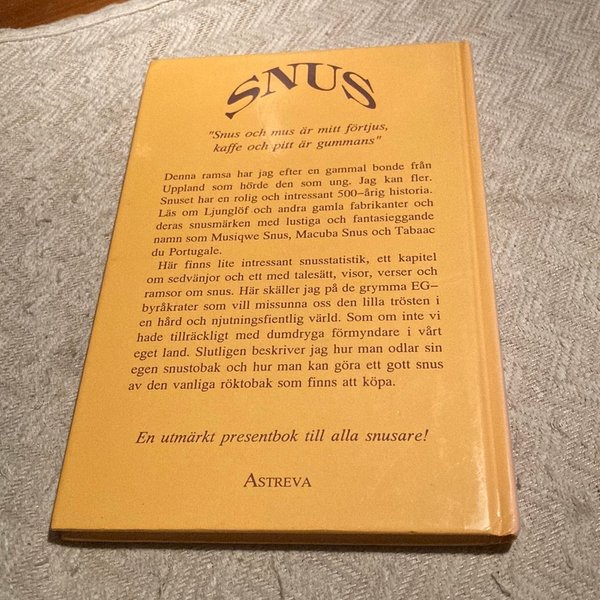 SNUS
"Snus och mus är mitt förtjus,
kaffe och pitt är gummans"
Denna ramsa har jag efter en gammal bonde från
Uppland som hörde den som ung. Jag kan fler.
Snuset har en rolig och intressant 500-årig historia.
Läs om Ljunglöf och andra gamla fabrikanter och
deras snusmärken med lustiga och fantasieggande
namn som Musiqwe Snus, Macuba Snus och Tabaac
du Portugale.
Här finns lite intressant snusstatistik, ett kapitel
om sedvänjor och ett med talesätt, visor, verser och
ramsor om snus. Här skäller jag på de grymma EG-
byråkrater som vill missunna oss den lilla trösten i
en hård och njutningsfientlig värld. Som om inte vi
hade tillräckligt med dumdryga förmyndare i vårt
eget land. Slutligen beskriver jag hur man odlar sin
egen snustobak och hur man kan göra ett gott snus
av den vanliga röktobak som finns att köpa.
En utmärkt presentbok till alla snusare!
ASTREVA